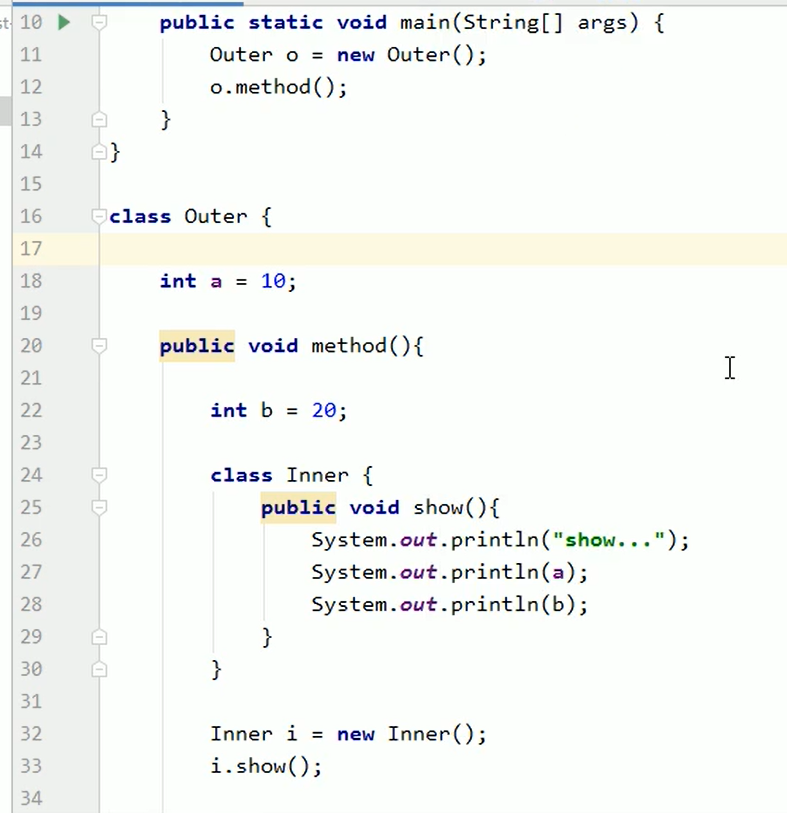 10 public static void main(String[] args) {
11 Outer o = new Outer();
12 o.method();
13 }
14 }
15
16 class Outer {
17
18 int a = 10;
19
20 public void method(){
21
22 int b = 20;
23
24 class Inner {
25 public void show(){
26 System.out.println("show...");
27 System.out.println(a);
28 System.out.println(b);
29 }
30 }
31
32 Inner i = new Inner();
33 i.show();
34